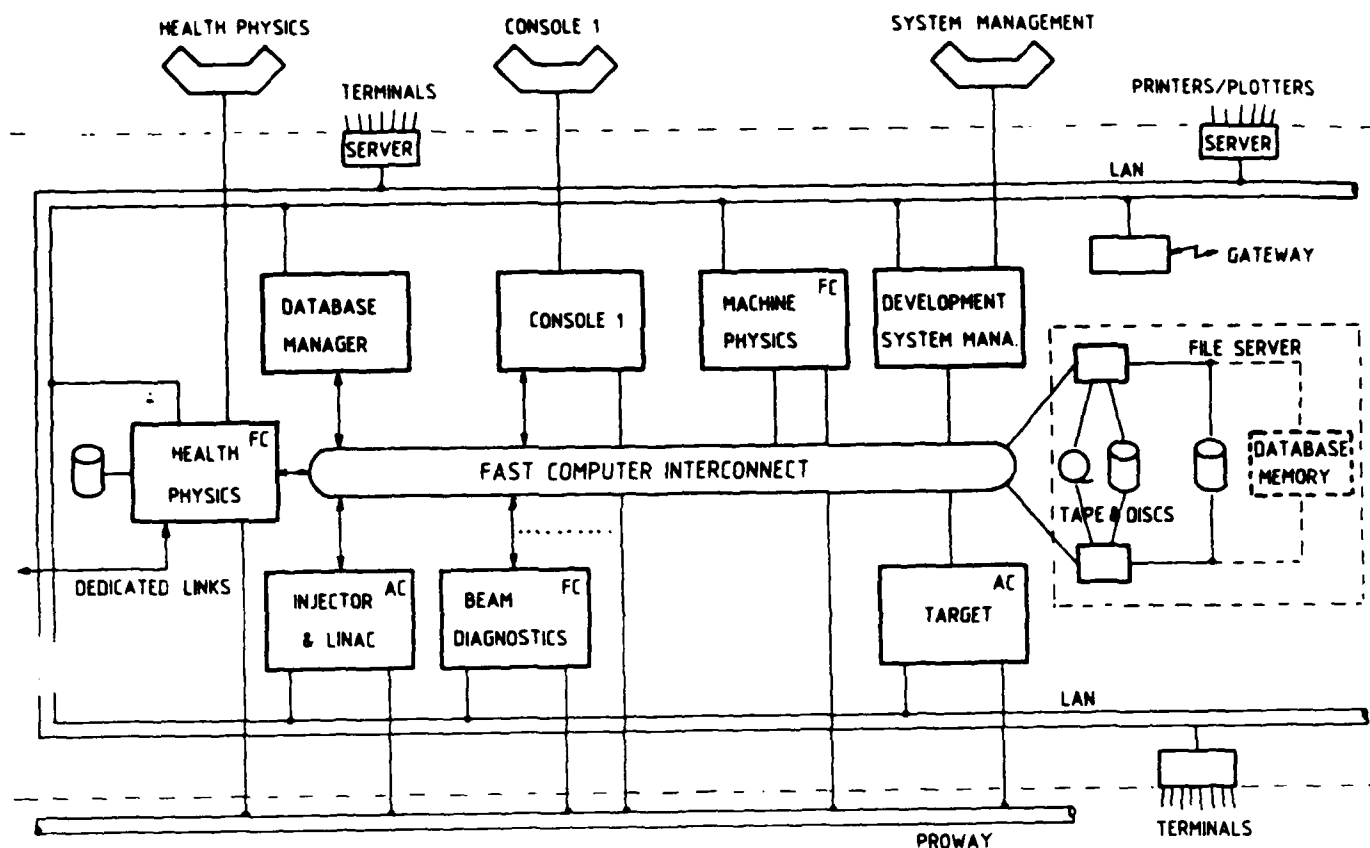 HEALTH PHYSICS
CONSOLE 1
SYSTEM MANAGEMENT
TERMINALS
PRINTERS/PLOTTERS
SERVER
SERVER
LAN
GATEWAY
DATABASE
MANAGER
CONSOLE 1
FC
MACHINE
PHYSICS
DEVELOPMENT
SYSTEM MANA.
FILE SERVER
FC
HEALTH
PHYSICS
FAST COMPUTER INTERCONNECT
DATABASE
MEMORY
TAPE & DISCS
DEDICATED LINKS
AC
INJECTOR
& LINAC
FC
BEAM
DIAGNOSTICS
AC
TARGET
LAN
TERMINALS
PROWAY